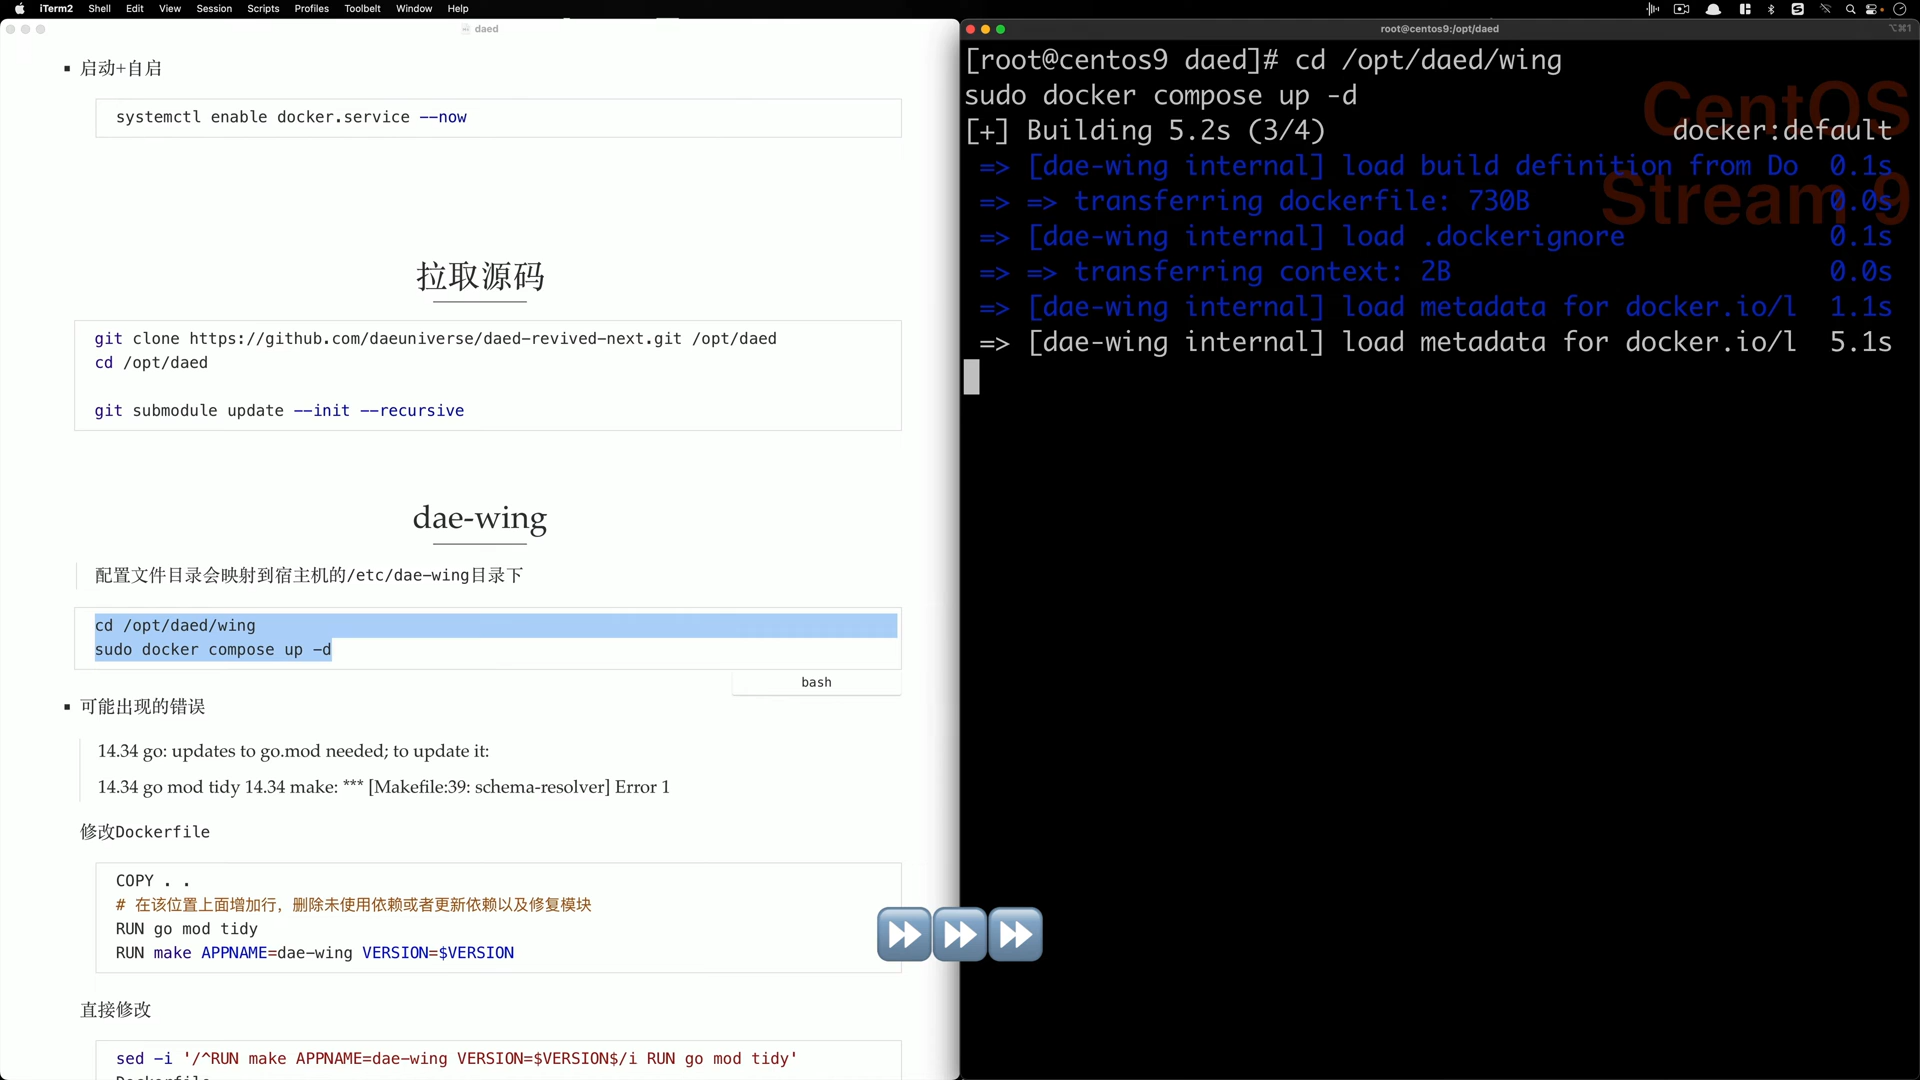 iTerm2 Shell Edit View Session Scripts Profiles Toolbelt Window Help
daed
启动+自启
systemctl enable docker.service --now
拉取源码
git clone https://github.com/daeuniverse/daed-revived-next.git /opt/daed
cd /opt/daed
git submodule update --init --recursive
dae-wing
配置文件目录会映射到宿主机的/etc/dae-wing目录下
cd /opt/daed/wing
sudo docker compose up -d
bash
可能出现的错误
14.34 go: updates to go.mod needed; to update it:
14.34 go mod tidy 14.34 make: *** [Makefile:39: schema-resolver] Error 1
修改Dockerfile
COPY . .
# 在该位置上面增加行，删除未使用依赖或者更新依赖以及修复模块
RUN go mod tidy
RUN make APPNAME=dae-wing VERSION=$VERSION
直接修改
sed -i '/^RUN make APPNAME=dae-wing VERSION=$VERSION$/i RUN go mod tidy'
Dockerfile
root@centos9:/opt/daed
⌥⌘1
[root@centos9 daed]# cd /opt/daed/wing
sudo docker compose up -d
[+] Building 5.2s (3/4) docker:default
=> [dae-wing internal] load build definition from Do 0.1s
=> => transferring dockerfile: 730B 0.0s
=> [dae-wing internal] load .dockerignore 0.1s
=> => transferring context: 2B 0.0s
=> [dae-wing internal] load metadata for docker.io/l 1.1s
=> [dae-wing internal] load metadata for docker.io/l 5.1s
CentOS
Stream 9